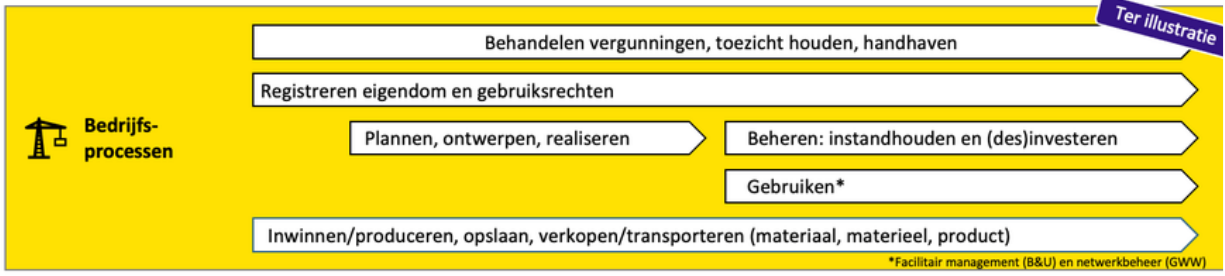 Ter illustratie
Behandelen vergunningen, toezicht houden, handhaven
Registreren eigendom en gebruiksrechten
Bedrijfs-
processen
Plannen, ontwerpen, realiseren
Beheren: instandhouden en (des)investeren
Gebruiken*
Inwinnen/produceren, opslaan, verkopen/transporteren (materiaal, materieel, product)
*Facilitair management (B&U) en netwerkbeheer (GWW)